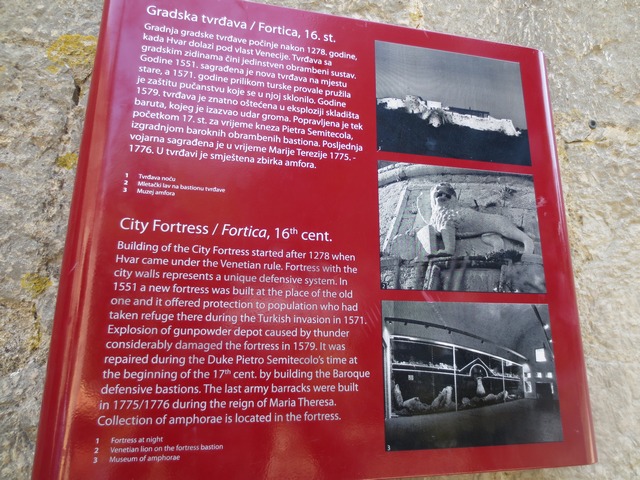 Gradska tvrđava / Fortica, 16. st.
Gradnja gradske tvrđave počinje nakon 1278. godine,
kada Hvar dolazi pod vlast Venecije. Tvrđava sa
gradskim zidinama čini jedinstven obrambeni sustav.
Godine 1551. sagrađena je nova tvrđava na mjestu
stare, a 1571. godine prilikom turske provale pružila
je zaštitu pučanstvu koje se u njoj sklonilo. Godine
1579. tvrđava je znatno oštećena u eksploziji skladišta
baruta, kojeg je izazvao udar groma. Popravljena je tek
početkom 17. st. za vrijeme kneza Pietra Semitecola,
izgradnjom baroknih obrambenih bastiona. Posljednja
vojarna sagrađena je u vrijeme Marije Terezije 1775. -
1776. U tvrđavi je smještena zbirka amfora.
1 Tvrđava noću
2 Mletački lav na bastionu tvrđave
3 Muzej amfora
City Fortress / Fortica, 16th cent.
Building of the City Fortress started after 1278 when
Hvar came under the Venetian rule. Fortress with the
city walls represents a unique defensive system. In
1551 a new fortress was built at the place of the old
one and it offered protection to population who had
taken refuge there during the Turkish invasion in 1571.
Explosion of gunpowder depot caused by thunder
considerably damaged the fortress in 1579. It was
repaired during the Duke Pietro Semitecolo's time at
the beginning of the 17th cent. by building the Baroque
defensive bastions. The last army barracks were built
in 1775/1776 during the reign of Maria Theresa.
Collection of amphorae is located in the fortress.
1 Fortress at night
2 Venetian lion on the fortress bastion
3 Museum of amphorae
1
2
3